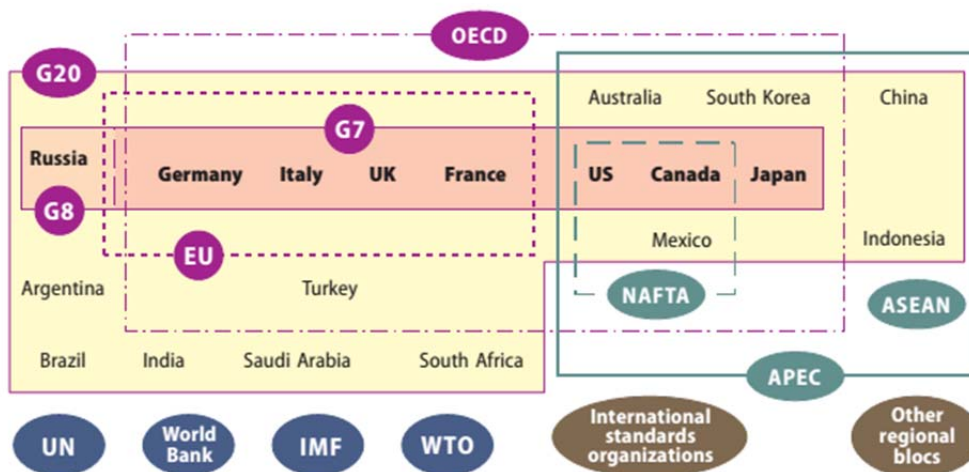 OECD
G20
Australia South Korea China
G7
Russia
Germany Italy UK France US Canada Japan
G8
EU
Mexico Indonesia
Argentina Turkey NAFTA ASEAN
Brazil India Saudi Arabia South Africa
APEC
UN
World
Bank
IMF
WTO
International
standards
organizations
Other
regional
blocs